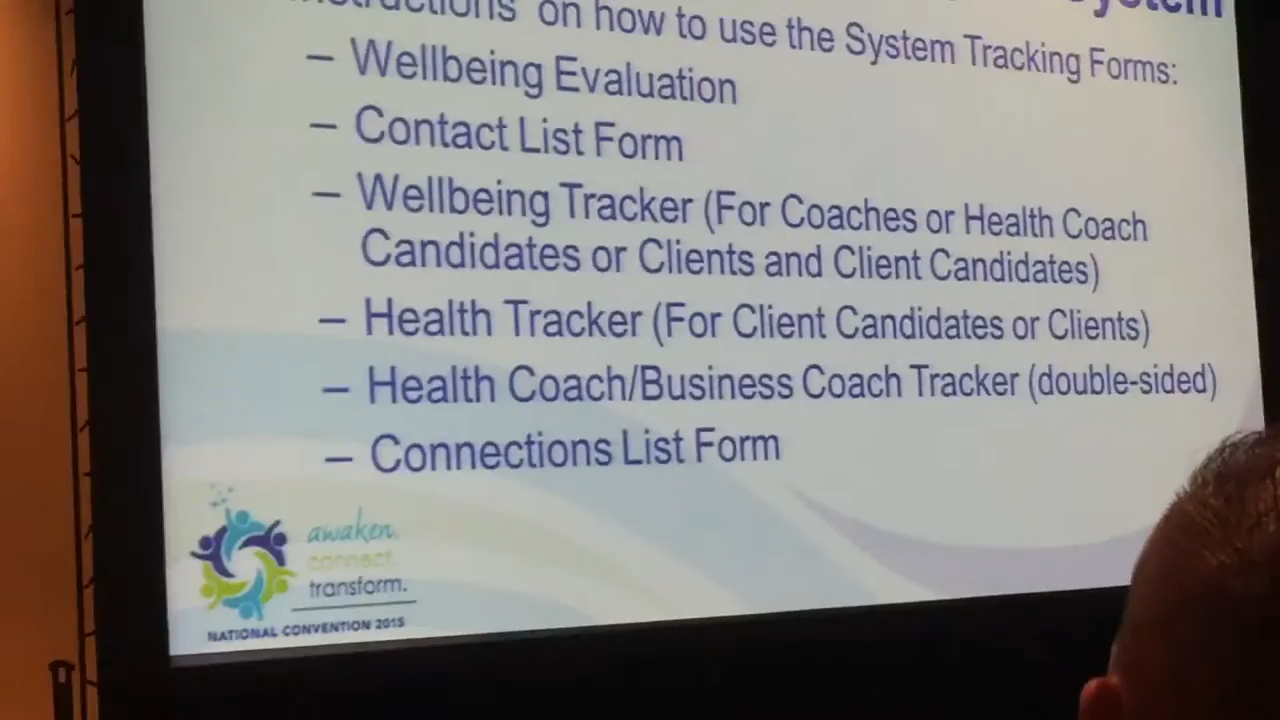 on how to use the System Tracking Forms:
– Wellbeing Evaluation
– Contact List Form
– Wellbeing Tracker (For Coaches or Health Coach
Candidates or Clients and Client Candidates)
– Health Tracker (For Client Candidates or Clients)
– Health Coach/Business Coach Tracker (double-sided)
– Connections List Form
awaken.
connect.
transform.
NATIONAL CONVENTION 2015